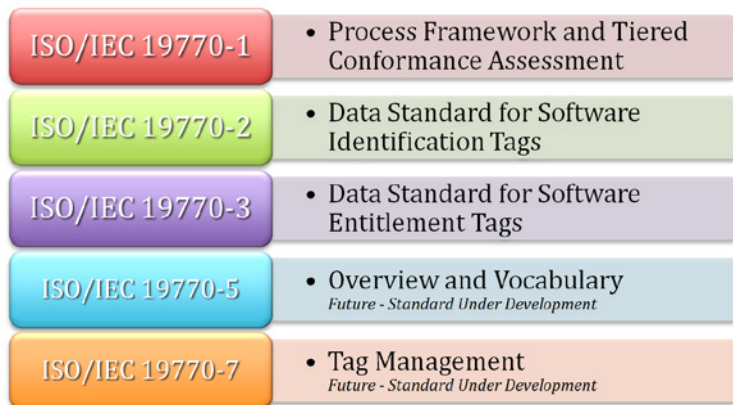 ISO/IEC 19770-1
• Process Framework and Tiered
Conformance Assessment
ISO/IEC 19770-2
• Data Standard for Software
Identification Tags
ISO/IEC 19770-3
• Data Standard for Software
Entitlement Tags
ISO/IEC 19770-5
• Overview and Vocabulary
Future - Standard Under Development
ISO/IEC 19770-7
• Tag Management
Future - Standard Under Development